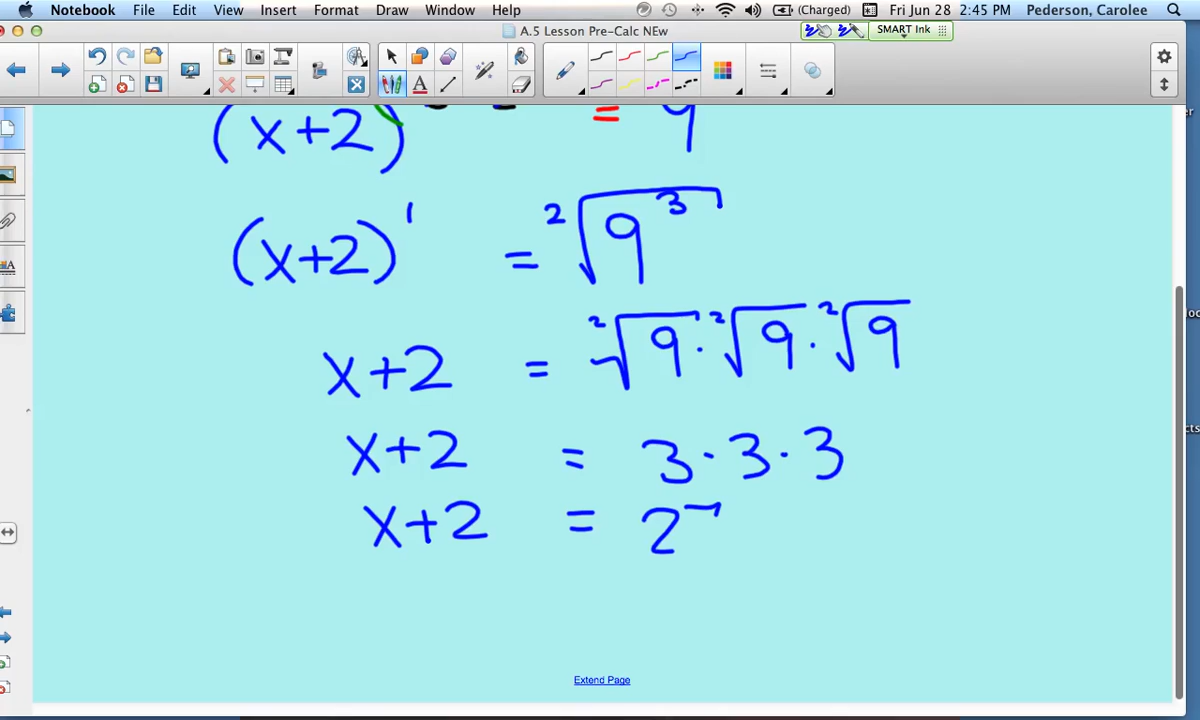 Notebook File Edit View Insert Format Draw Window Help (Charged) Fri Jun 28 2:45 PM Pederson, Carolee
A.5 Lesson Pre-Calc NEw
SMART Ink
(x+2) = 9
(x+2)¹ = ²√9³
x+2 = ²√9 · ²√9 · ²√9
x+2 = 3 · 3 · 3
x+2 = 2
Extend Page